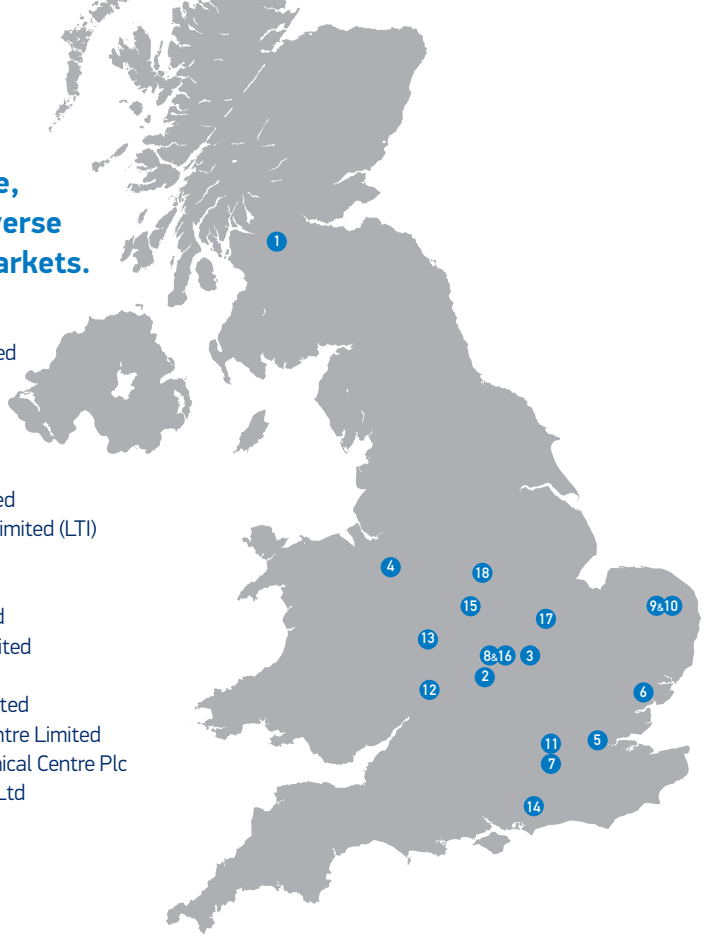 e,
verse
arkets.
ed
ed
imited (LTI)
d
ited
ted
ntre Limited
nical Centre Plc
Ltd
1
4
18
15
9&10
17
13
8&16
3
2
12
6
5
11
7
14